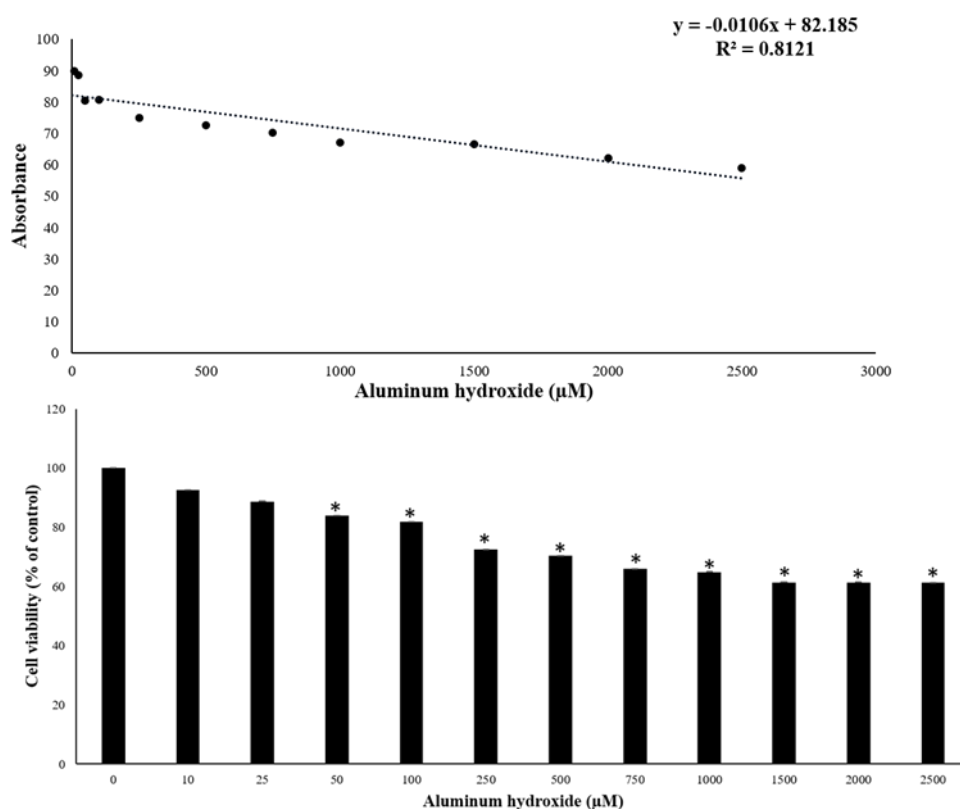 y = -0.0106x + 82.185
R² = 0.8121
100
90
80
70
60
50
40
30
20
10
0
Absorbance
0 500 1000 1500 2000 2500 3000
Aluminum hydroxide (µM)
120
100
80
60
40
20
0
Cell viability (% of control)
* * * * * * * * *
0 10 25 50 100 250 500 750 1000 1500 2000 2500
Aluminum hydroxide (µM)